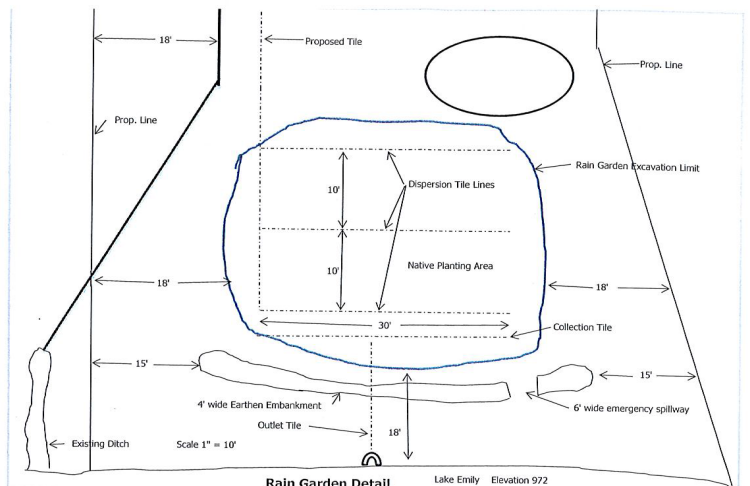 18'
Proposed Tile
Prop. Line
Prop. Line
Rain Garden Excavation Limit
10'
Dispersion Tile Lines
10'
Native Planting Area
18'
18'
30'
Collection Tile
15'
15'
4' wide Earthen Embankment
6' wide emergency spillway
Outlet Tile
18'
Existing Ditch
Scale 1" = 10'
Rain Garden Detail
Lake Emily Elevation 972